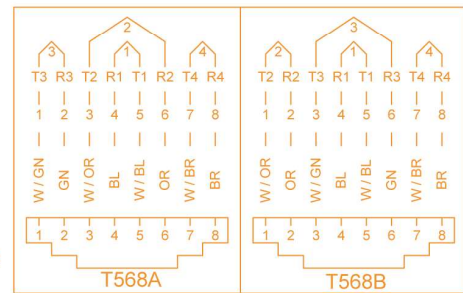 2
3 1 4
T3 R3 T2 R1 T1 R2 T4 R4
1 2 3 4 5 6 7 8
W / GN GN W / OR BL W / BL OR W / BR BR
1 2 3 4 5 6 7 8
T568A
3
2 1 4
T2 R2 T3 R1 T1 R3 T4 R4
1 2 3 4 5 6 7 8
W / OR OR W / GN BL W / BL GN W / BR BR
1 2 3 4 5 6 7 8
T568B